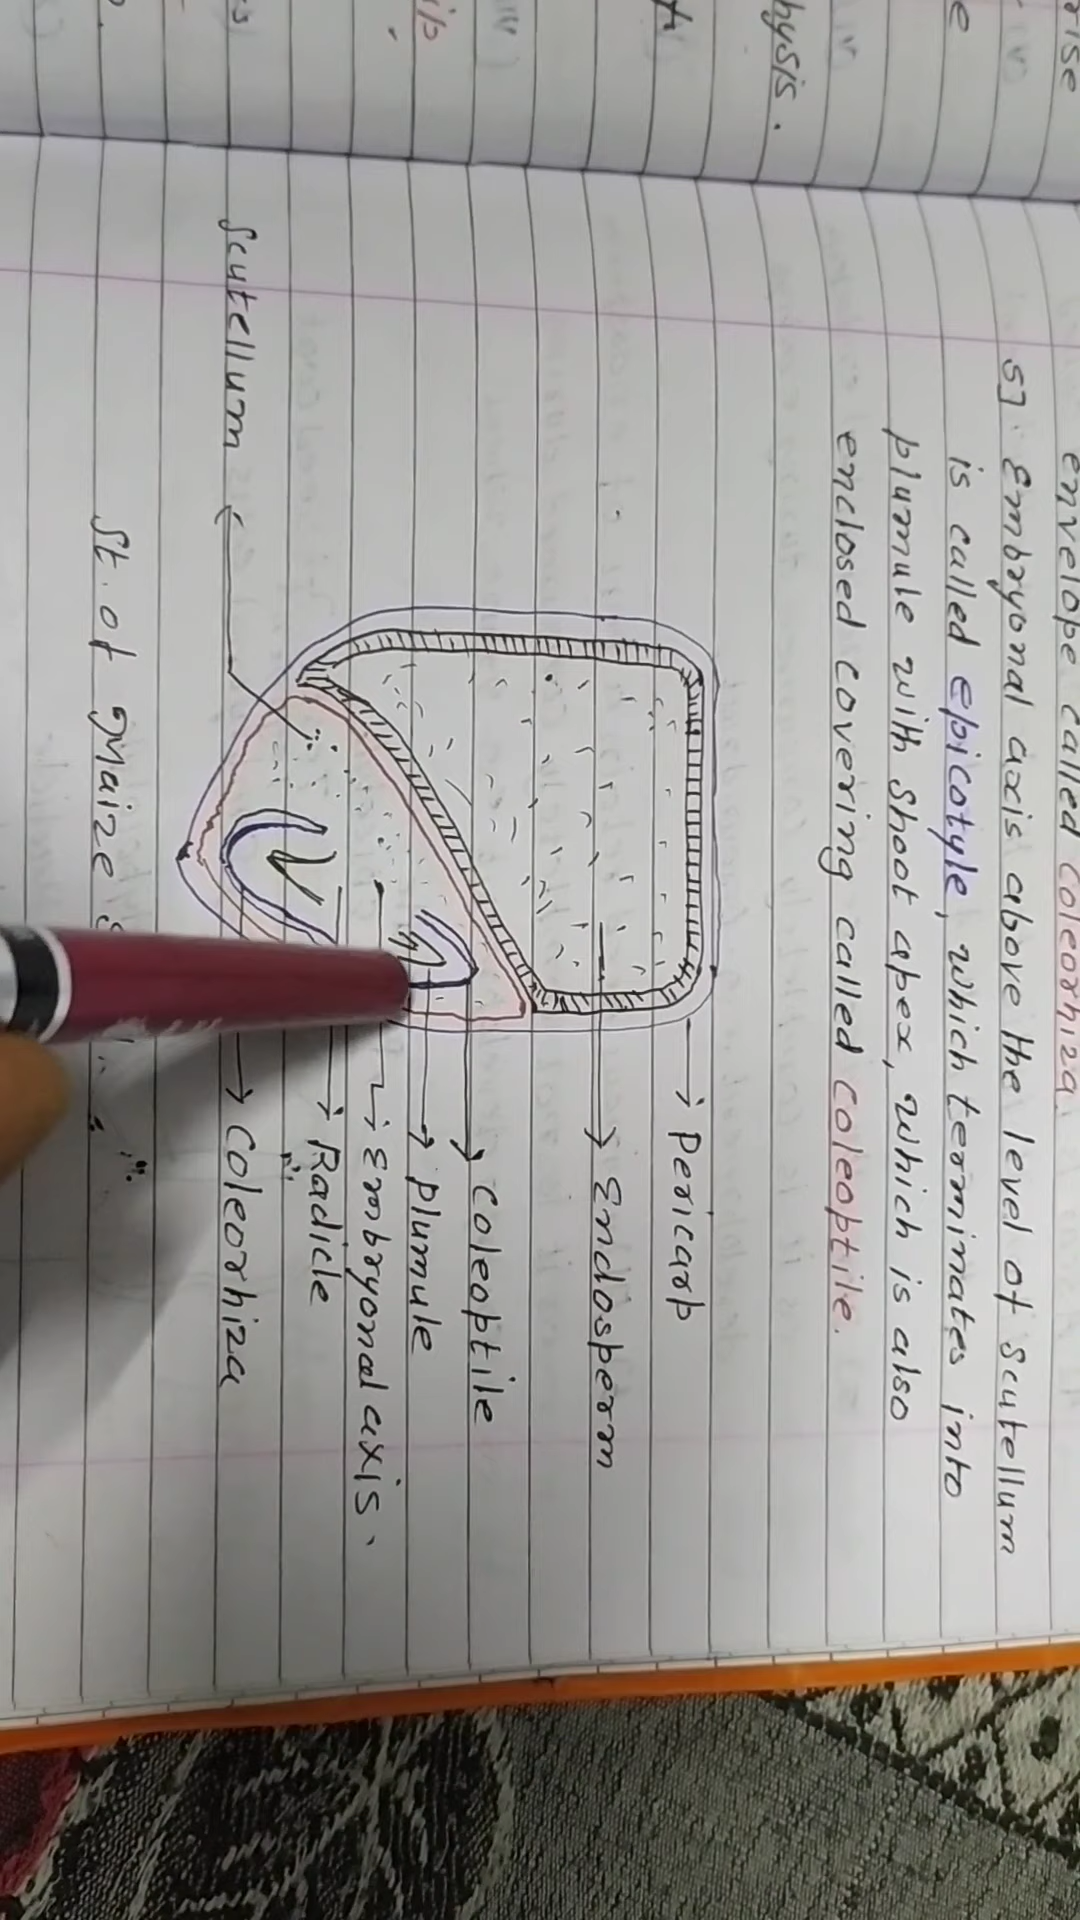 envelope called coleorhiza.
5]. Embryonal axis above the level of scutellum
is called epicotyle, which terminates into
plumule with shoot apex, which is also
enclosed covering called coleoptile.
→ Pericarp
→ Endosperm
→ coleoptile
→ plumule
→ Embryonal axis.
→ Radicle
→ Coleorhiza
Scutellum ←
St. of Maize
hysis.